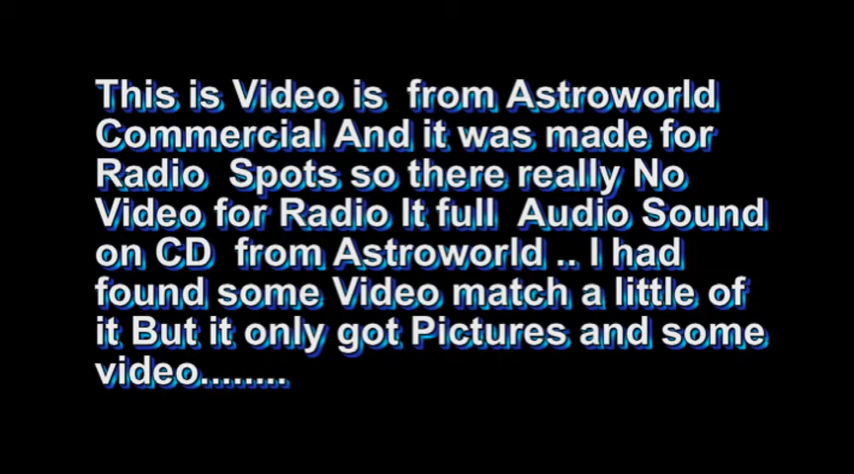 This is Video is  from Astroworld
Commercial And it was made for
Radio  Spots so there really No
Video for Radio It full  Audio Sound
on CD  from Astroworld .. I had
found some Video match a little of
it But it only got Pictures and some
video........